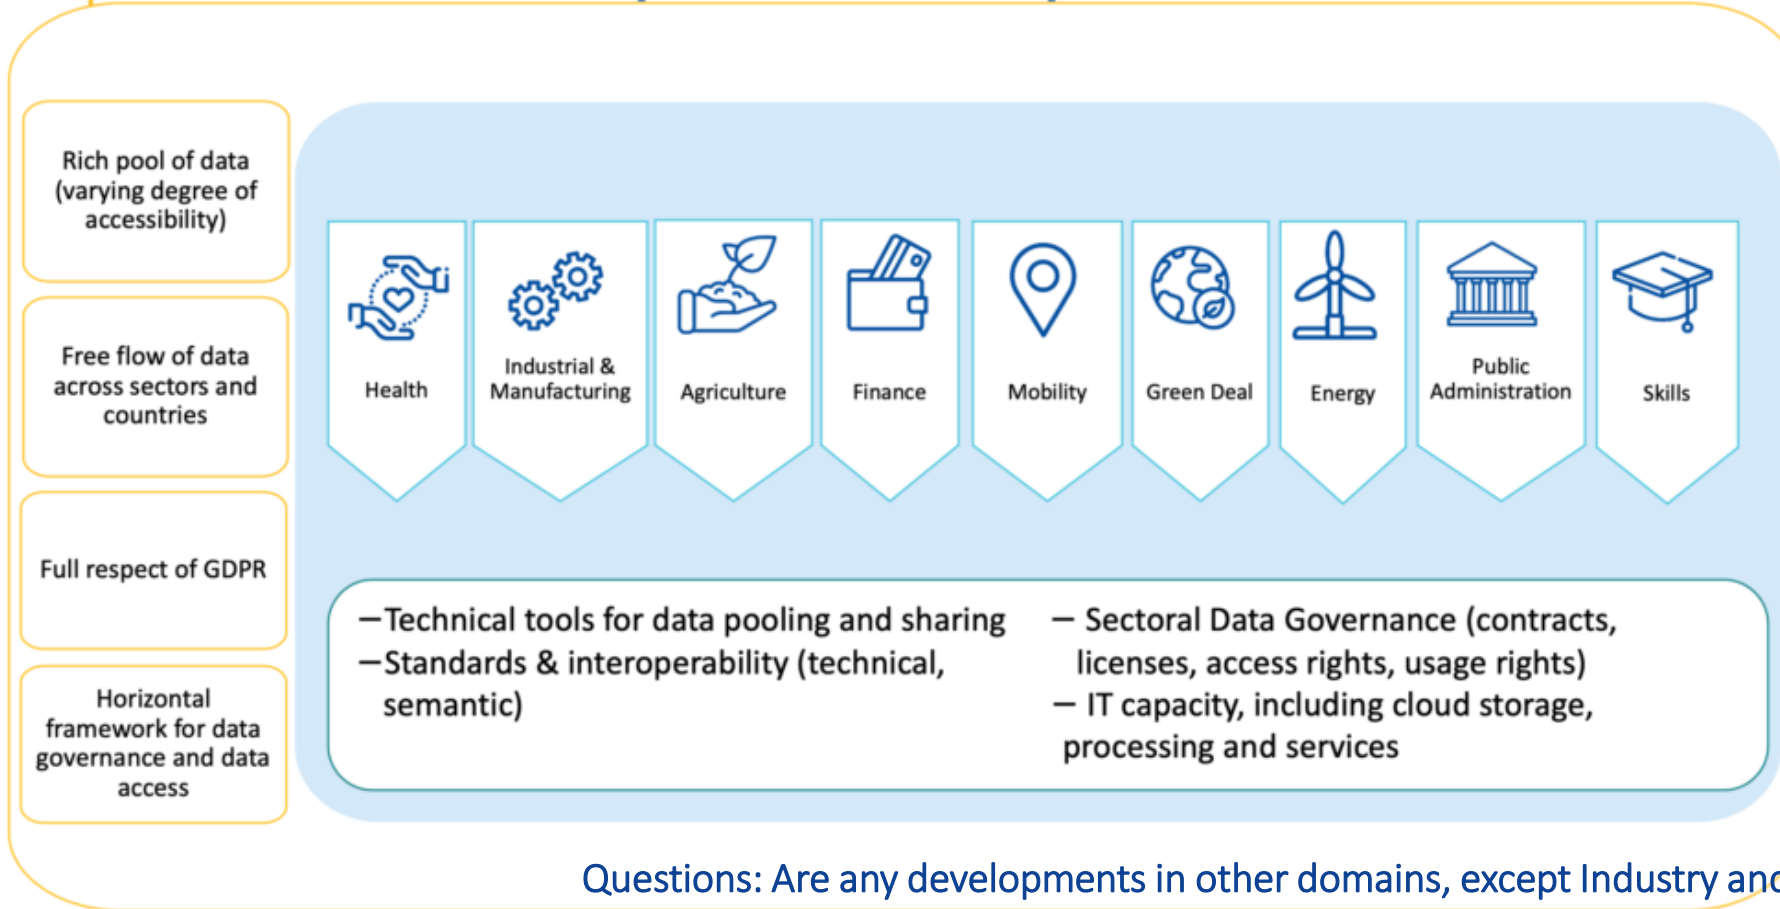 Rich pool of data
(varying degree of
accessibility)
Free flow of data
across sectors and
countries
Full respect of GDPR
Horizontal
framework for data
governance and data
access
Health
Industrial &
Manufacturing
Agriculture
Finance
Mobility
Green Deal
Energy
Public
Administration
Skills
–Technical tools for data pooling and sharing
–Standards & interoperability (technical,
semantic)
– Sectoral Data Governance (contracts,
licenses, access rights, usage rights)
– IT capacity, including cloud storage,
processing and services
Questions: Are any developments in other domains, except Industry and